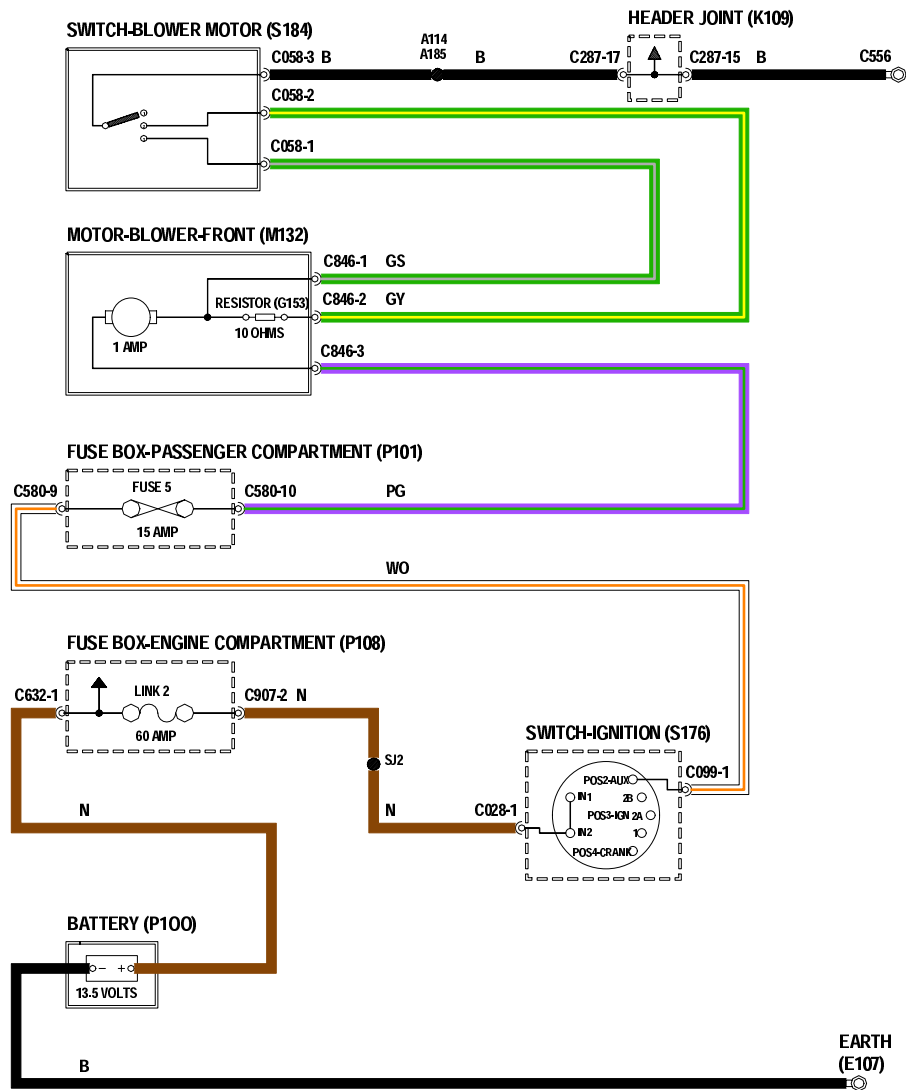 SWITCH-BLOWER MOTOR (S184)
HEADER JOINT (K109)
C058-3 B
A114
A185
B
C287-17
C287-15 B
C556
C058-2
C058-1
MOTOR-BLOWER-FRONT (M132)
C846-1 GS
RESISTOR (G153)
C846-2 GY
10 OHMS
1 AMP
C846-3
FUSE BOX-PASSENGER COMPARTMENT (P101)
C580-9
FUSE 5
C580-10
PG
15 AMP
WO
FUSE BOX-ENGINE COMPARTMENT (P108)
C632-1
LINK 2
C907-2 N
60 AMP
SWITCH-IGNITION (S176)
SJ2
C099-1
POS2-AUX
IN1
2B
N
N
C028-1
POS3-IGN 2A
IN2
1
POS4-CRANK
BATTERY (P100)
- +
13.5 VOLTS
EARTH
(E107)
B